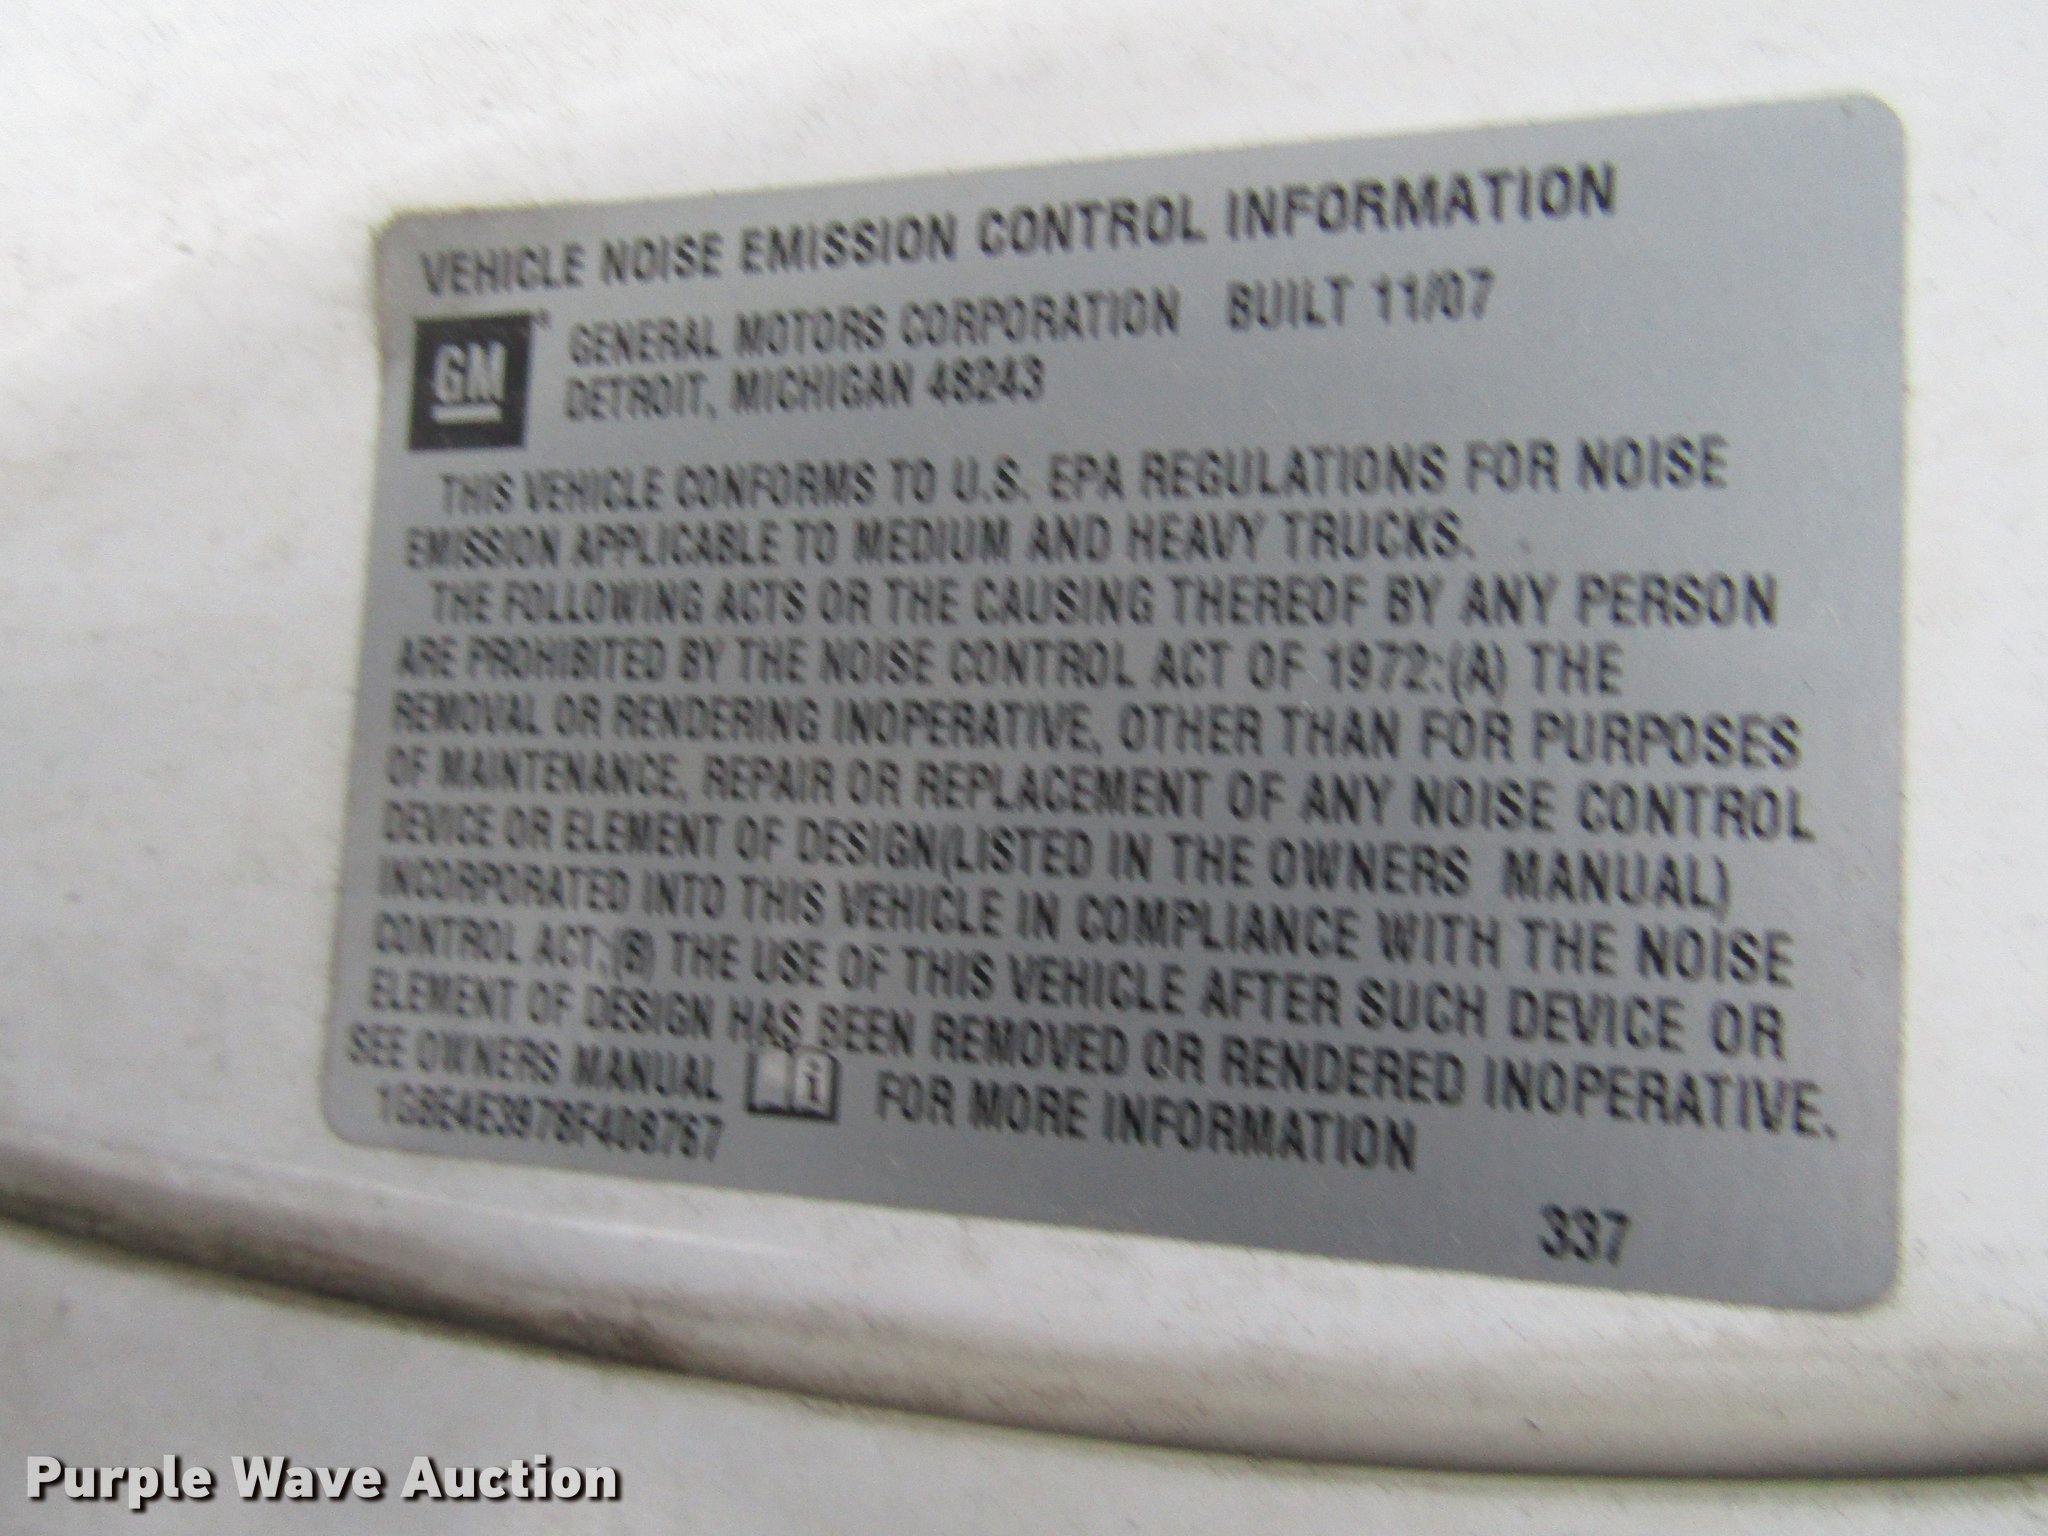 VEHICLE NOISE EMISSION CONTROL INFORMATION
GM
GENERAL MOTORS CORPORATION BUILT 11/07
DETROIT, MICHIGAN 48243
THIS VEHICLE CONFORMS TO U.S. EPA REGULATIONS FOR NOISE
EMISSION APPLICABLE TO MEDIUM AND HEAVY TRUCKS.
THE FOLLOWING ACTS OR THE CAUSING THEREOF BY ANY PERSON
ARE PROHIBITED BY THE NOISE CONTROL ACT OF 1972:(A) THE
REMOVAL OR RENDERING INOPERATIVE, OTHER THAN FOR PURPOSES
OF MAINTENANCE, REPAIR OR REPLACEMENT OF ANY NOISE CONTROL
DEVICE OR ELEMENT OF DESIGN(LISTED IN THE OWNERS MANUAL)
INCORPORATED INTO THIS VEHICLE IN COMPLIANCE WITH THE NOISE
CONTROL ACT;(B) THE USE OF THIS VEHICLE AFTER SUCH DEVICE OR
ELEMENT OF DESIGN HAS BEEN REMOVED OR RENDERED INOPERATIVE.
SEE OWNERS MANUAL i FOR MORE INFORMATION
337
Purple Wave Auction